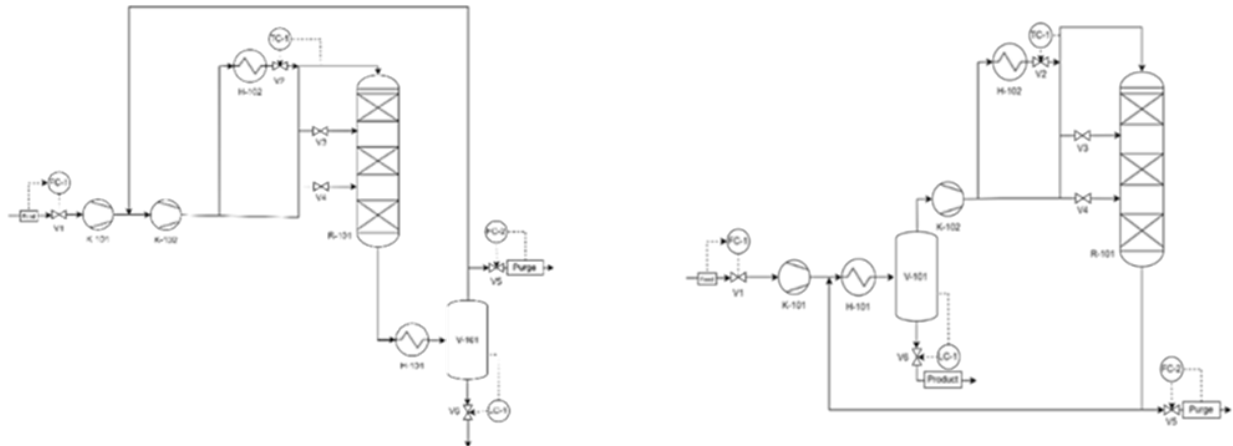 TC-1
H-102
V2
V3
V4
R-101
FC-1
V1
K-101
K-102
FC-2
V5
Purge
H-101
V-101
V6
LC-1
TC-1
H-102
V2
V3
V4
R-101
K-102
FC-1
Feed
V1
K-101
H-101
V-101
V6
LC-1
Product
FC-2
V5
Purge